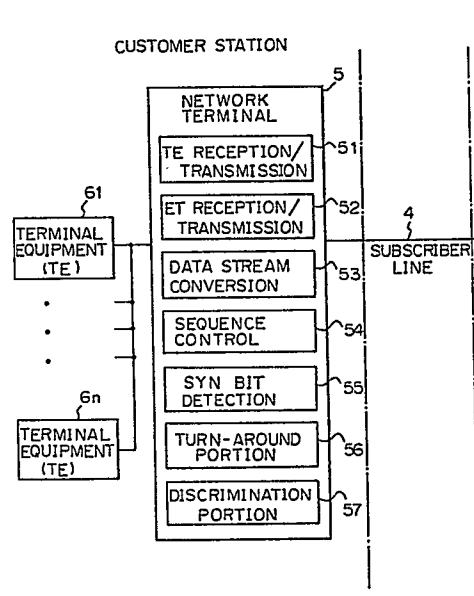 CUSTOMER STATION
5
NETWORK
TERMINAL
TE RECEPTION/
TRANSMISSION
51
61
ET RECEPTION/
TRANSMISSION
52
4
TERMINAL
EQUIPMENT
(TE)
SUBSCRIBER
LINE
DATA STREAM
CONVERSION
53
SEQUENCE
CONTROL
54
SYN BIT
DETECTION
55
6n
TERMINAL
EQUIPMENT
(TE)
TURN-AROUND
PORTION
56
DISCRIMINATION
PORTION
57